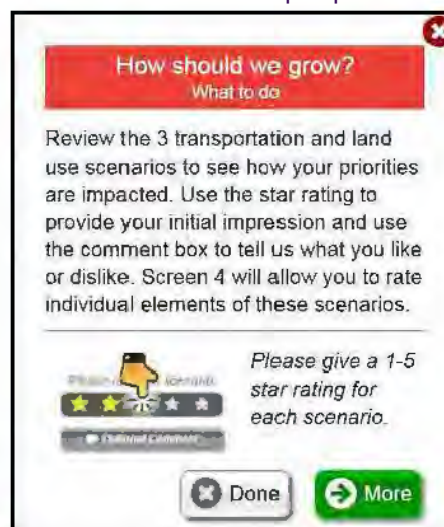 How should we grow?
What to do
Review the 3 transportation and land
use scenarios to see how your priorities
are impacted. Use the star rating to
provide your initial impression and use
the comment box to tell us what you like
or dislike. Screen 4 will allow you to rate
individual elements of these scenarios.
Please give a 1-5
star rating for
each scenario.
scenario
Optional Comment
Done
More